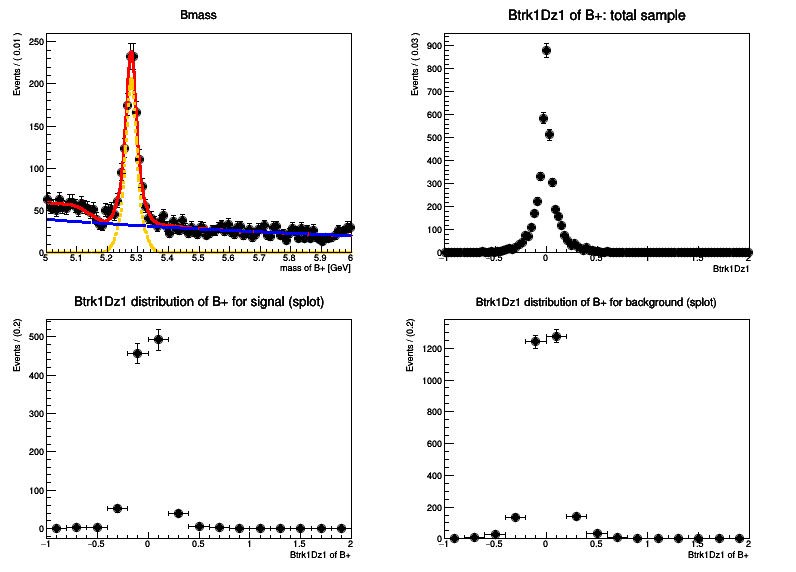 Bmass
Events / ( 0.01 )
250
200
150
100
50
0
5 5.1 5.2 5.3 5.4 5.5 5.6 5.7 5.8 5.9 6
mass of B+ [GeV]
Btrk1Dz1 of B+: total sample
Events / ( 0.03 )
900
800
700
600
500
400
300
200
100
0
−1 −0.5 0 0.5 1 1.5 2
Btrk1Dz1
Btrk1Dz1 distribution of B+ for signal (splot)
Events / (0.2)
500
400
300
200
100
0
−1 −0.5 0 0.5 1 1.5 2
Btrk1Dz1 of B+
Btrk1Dz1 distribution of B+ for background (splot)
Events / (0.2)
1200
1000
800
600
400
200
0
−1 −0.5 0 0.5 1 1.5 2
Btrk1Dz1 of B+